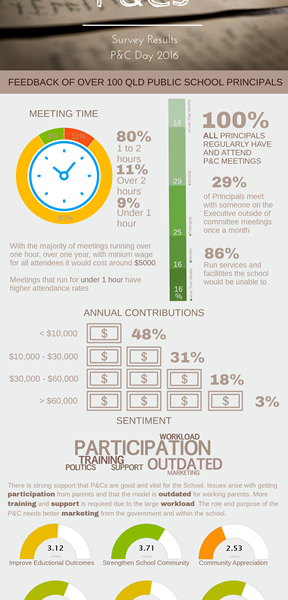 P&Cs
Survey Results
P&C Day 2016
FEEDBACK OF OVER 100 QLD PUBLIC SCHOOL PRINCIPALS
MEETING TIME
11%
80%
80%
1 to 2
hours
11%
Over 2
hours
9%
Under 1
hour
14
29
25
16
16
%
100%
ALL PRINCIPALS
REGULARLY HAVE
AND ATTEND
P&C MEETINGS
29%
of Principals meet
with someone on the
Executive outside of
committee meetings
once a month
86%
Run services and
facilitites the school
would be unable to
With the majority of meetings running over
one hour, over one year, with minium wage
for all attendees it would cost around $5000
Meetings that run for under 1 hour have
higher attendance rates
ANNUAL CONTRIBUTIONS
< $10,000 $ 48%
$10,000 - $30,000 $ $ 31%
$30,000 - $60,000 $ $ $ 18%
> $60,000 $ $ $ $ 3%
SENTIMENT
WORKLOAD
PARTICIPATION
TRAINING
OUTDATED
POLITICS
SUPPORT
MARKETING
There is strong support that P&Cs are good and vital for the School. Issues arise with getting
participation from parents and that the model is outdated for working parents. More
training and support is required due to the large workload. The role and purpose of the
P&C needs better marketing from the government and within the school.
3.12 3.71 2.53
Improve Educational Outcomes Strengthen School Community Community Appreciation